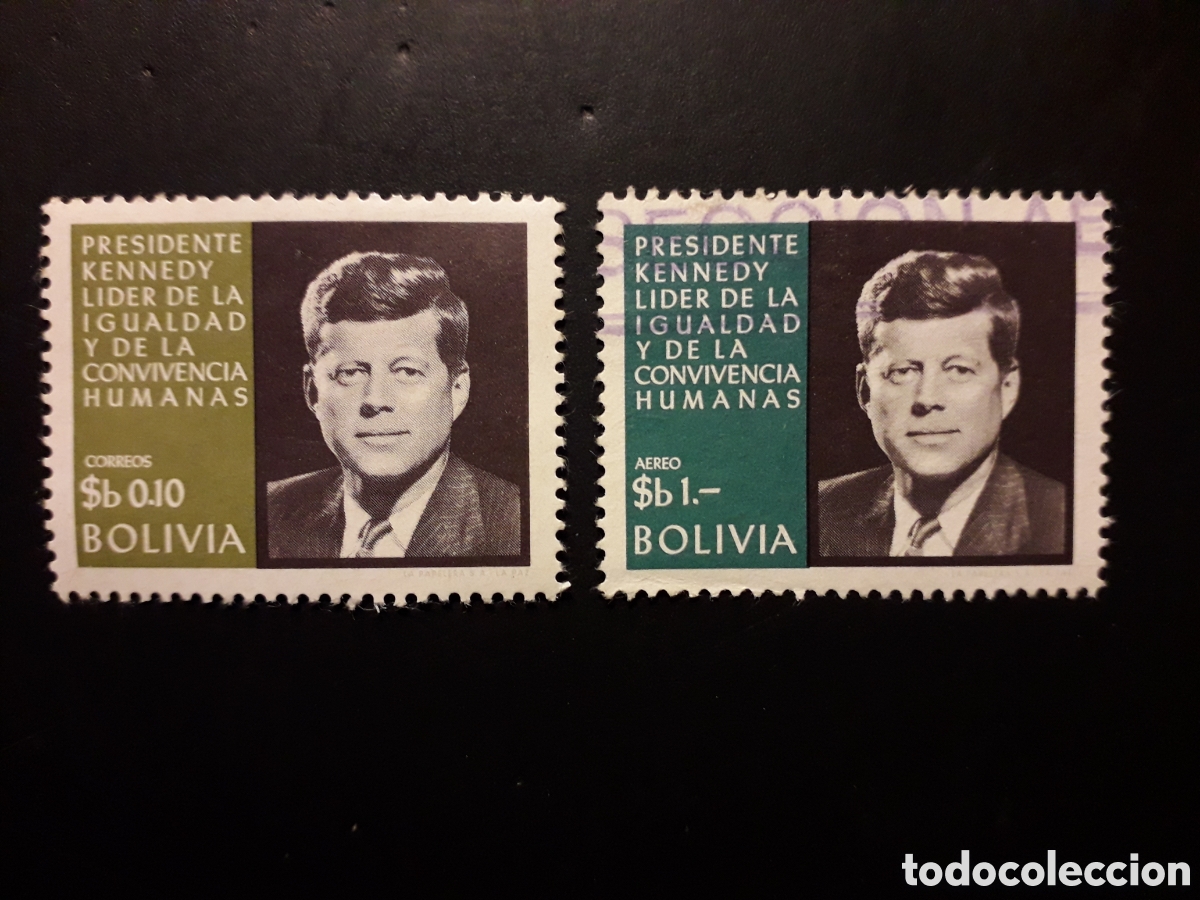 PRESIDENTE
KENNEDY
LIDER DE LA
IGUALDAD
Y DE LA
CONVIVENCIA
HUMANAS
CORREOS
$b 0.10
BOLIVIA
PRESIDENTE
KENNEDY
LIDER DE LA
IGUALDAD
Y DE LA
CONVIVENCIA
HUMANAS
AEREO
$b 1.–
BOLIVIA
todocoleccion